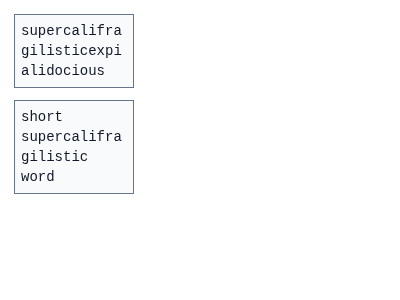 supercalifra
gilisticexpi
alidocious
short
supercalifra
gilistic
word